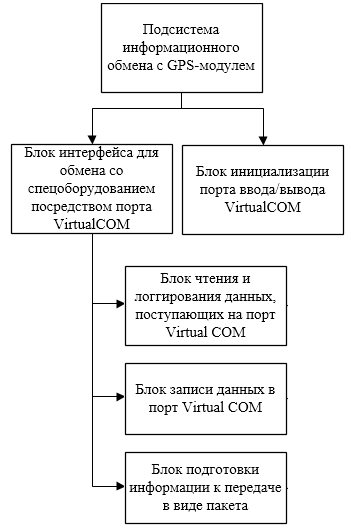 Подсистема
информационного
обмена с GPS-модулем
Блок интерфейса для
обмена со
спецоборудованием
посредством порта
VirtualCOM
Блок инициализации
порта ввода/вывода
VirtualCOM
Блок чтения и
логгирования данных,
поступающих на порт
Virtual COM
Блок записи данных в
порт Virtual COM
Блок подготовки
информации к передаче
в виде пакета